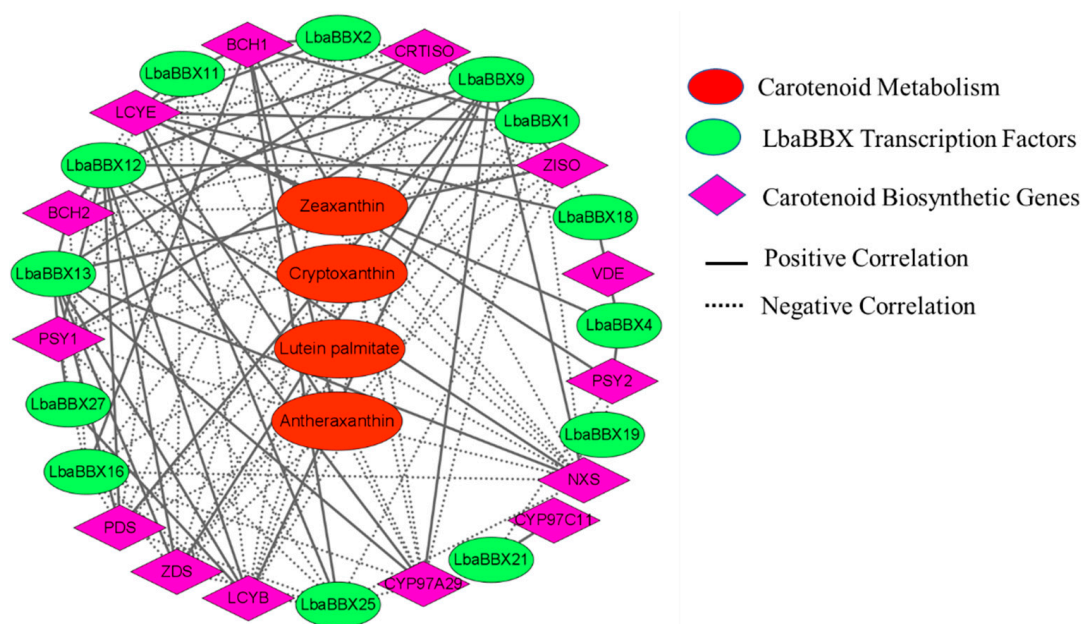 BCH1
LbaBBX2
CRTISO
LbaBBX11
LbaBBX9
LCYE
LbaBBX1
LbaBBX12
ZISO
BCH2
Zeaxanthin
LbaBBX18
LbaBBX13
Cryptoxanthin
VDE
PSY1
Lutein palmitate
LbaBBX4
LbaBBX27
Antheraxanthin
PSY2
LbaBBX19
LbaBBX16
NXS
PDS
CYP97C11
ZDS
LbaBBX21
LCYB
LbaBBX25
CYP97A29
Carotenoid Metabolism
LbaBBX Transcription Factors
Carotenoid Biosynthetic Genes
Positive Correlation
Negative Correlation